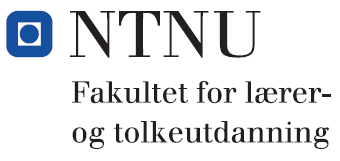 NTNU
Fakultet for lærer-
og tolkeutdanning